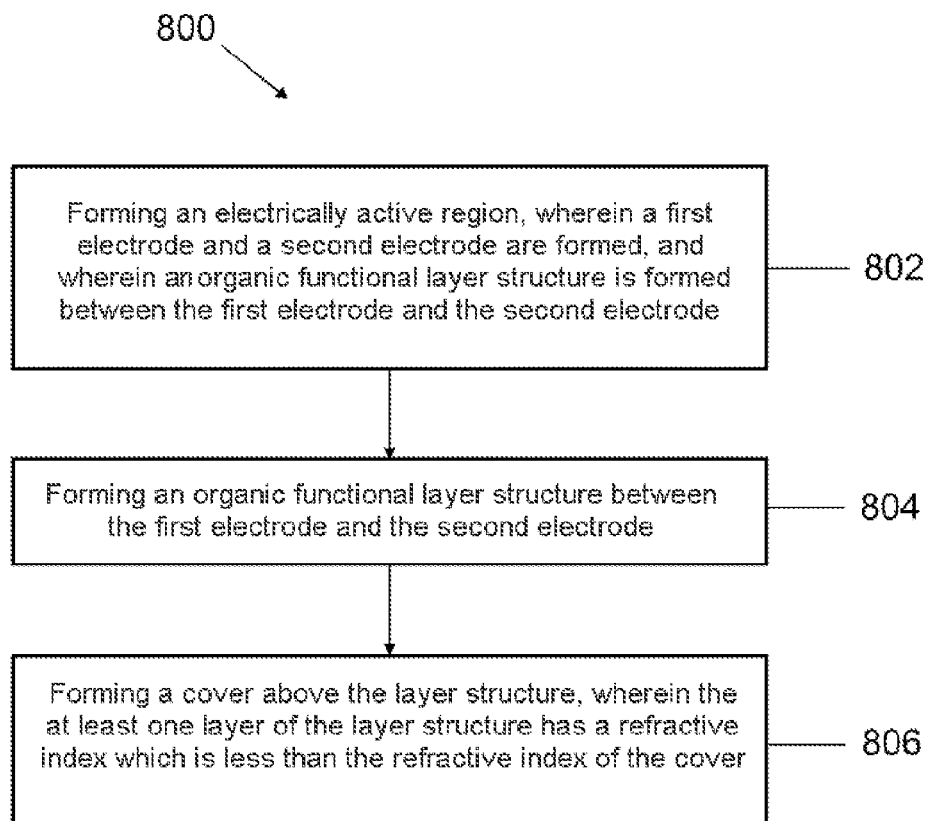 800
Forming an electrically active region, wherein a first
electrode and a second electrode are formed, and
wherein an organic functional layer structure is formed
between the first electrode and the second electrode
802
Forming an organic functional layer structure between
the first electrode and the second electrode
804
Forming a cover above the layer structure, wherein the
at least one layer of the layer structure has a refractive
index which is less than the refractive index of the cover
806